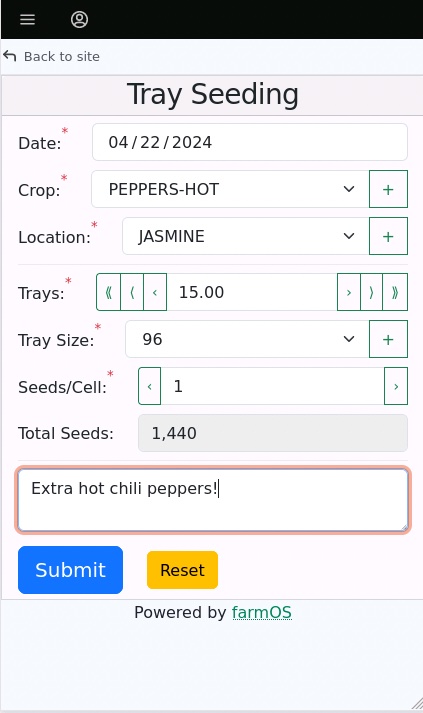 Back to site
Tray Seeding
Date:* 04/22/2024
Crop:* PEPPERS-HOT +
Location:* JASMINE +
Trays:* ⟪ ⟨ ‹ 15.00 › ⟩ ⟫
Tray Size:* 96 +
Seeds/Cell:* ‹ 1 ›
Total Seeds: 1,440
Extra hot chili peppers!
Submit Reset
Powered by farmOS